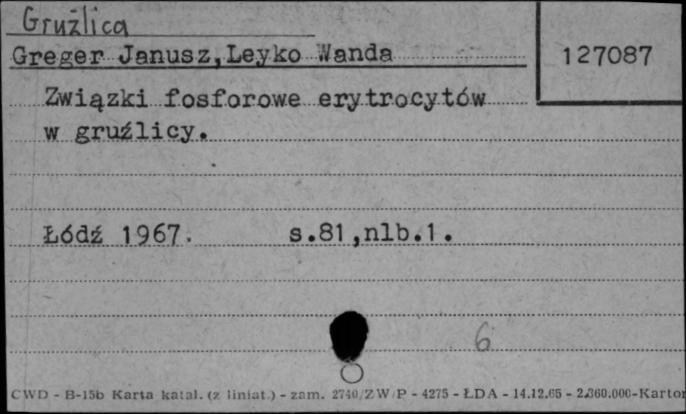 Gruźlica
Greger Janusz,Leyko Wanda
127087
Związki fosforowe erytrocytów
w gruźlicy.
Łódź 1967. s.81,nlb.1.
6
CWD - B-15b Karta katal. (z liniat.) - zam. 2740/ZW/P - 4275 - ŁDA - 14.12.65 - 2.360.000-Karto